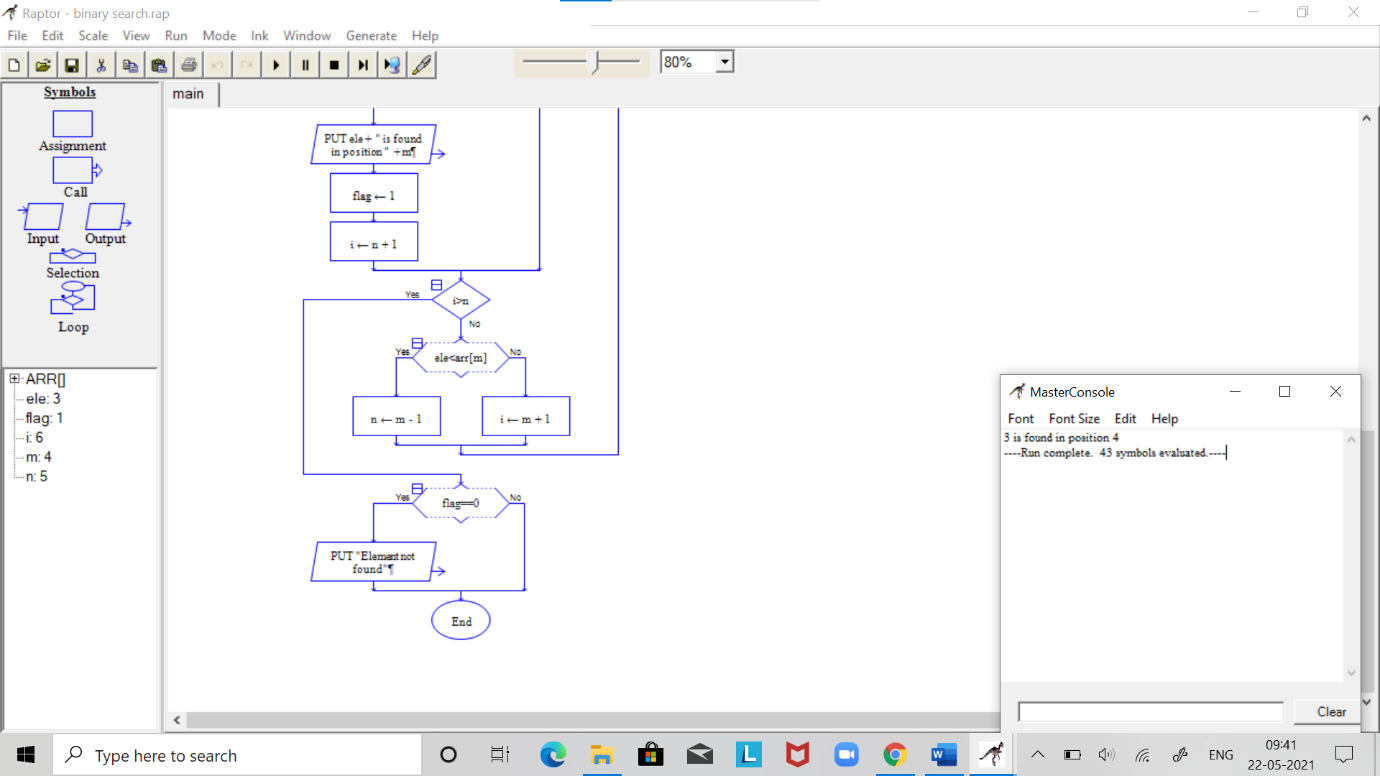 Raptor - binary search.rap
File Edit Scale View Run Mode Ink Window Generate Help
80%
Symbols
Assignment
Call
Input Output
Selection
Loop
main
PUT ele + " is found
in position " +m¶
flag ← 1
i ← n + 1
i>n
Yes
No
ele<arr[m]
Yes
No
n ← m - 1
i ← m + 1
flag==0
Yes
No
PUT "Element not
found"¶
End
ARR[]
ele: 3
flag: 1
i: 6
m: 4
n: 5
MasterConsole
Font Font Size Edit Help
3 is found in position 4
----Run complete. 43 symbols evaluated.----
Clear
Type here to search
L
W
ENG
09:41
22-05-2021